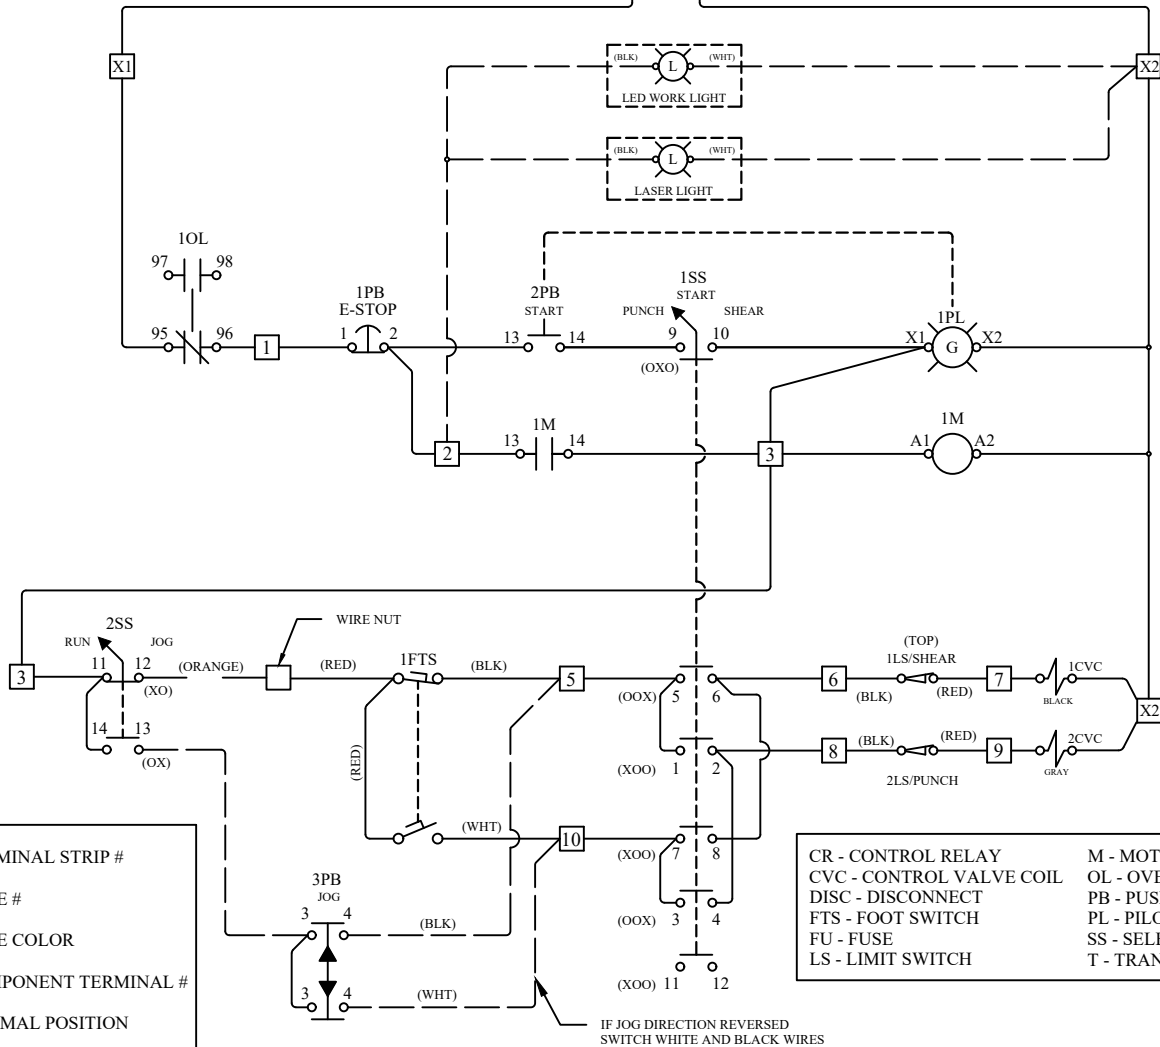 X1
(BLK)
L
(WHT)
X2
LED WORK LIGHT
(BLK)
L
(WHT)
LASER LIGHT
1OL
97
98
95
96
1
1PB
E-STOP
1
2
2PB
START
13
14
1SS
START
PUNCH
SHEAR
9
10
(OXO)
1PL
X1
G
X2
2
1M
13
14
3
1M
A1
A2
3
2SS
RUN
JOG
11
12
(XO)
14
13
(OX)
(ORANGE)
WIRE NUT
(RED)
1FTS
(BLK)
5
(RED)
(WHT)
10
(OOX)
5
6
(XOO)
1
2
(XOO)
7
8
(OOX)
3
4
(XOO)
11
12
6
(TOP)
1LS/SHEAR
(BLK)
(RED)
7
1CVC
BLACK
X2
8
(BLK)
(RED)
2LS/PUNCH
9
2CVC
GRAY
3PB
JOG
3
4
(BLK)
3
4
(WHT)
IF JOG DIRECTION REVERSED
SWITCH WHITE AND BLACK WIRES
MINAL STRIP #
E #
E COLOR
MPONENT TERMINAL #
MAL POSITION
CR - CONTROL RELAY
CVC - CONTROL VALVE COIL
DISC - DISCONNECT
FTS - FOOT SWITCH
FU - FUSE
LS - LIMIT SWITCH
M - MOT
OL - OVE
PB - PUS
PL - PILO
SS - SELE
T - TRAN